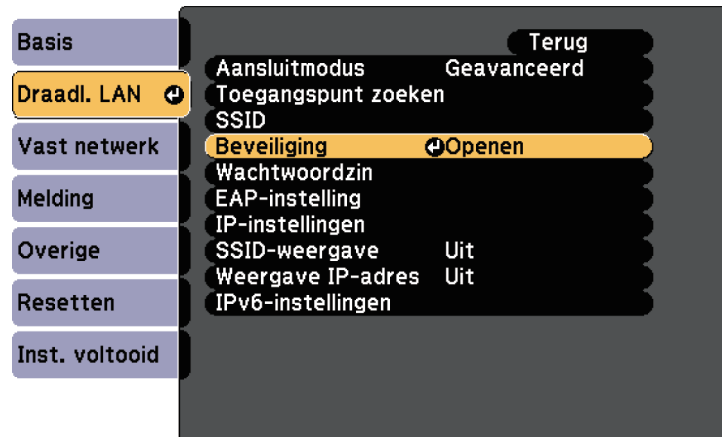 Basis
Draadl. LAN
Vast netwerk
Melding
Overige
Resetten
Inst. voltooid
Terug
Aansluitmodus Geavanceerd
Toegangspunt zoeken
SSID
Beveiliging Openen
Wachtwoordzin
EAP-instelling
IP-instellingen
SSID-weergave Uit
Weergave IP-adres Uit
IPv6-instellingen